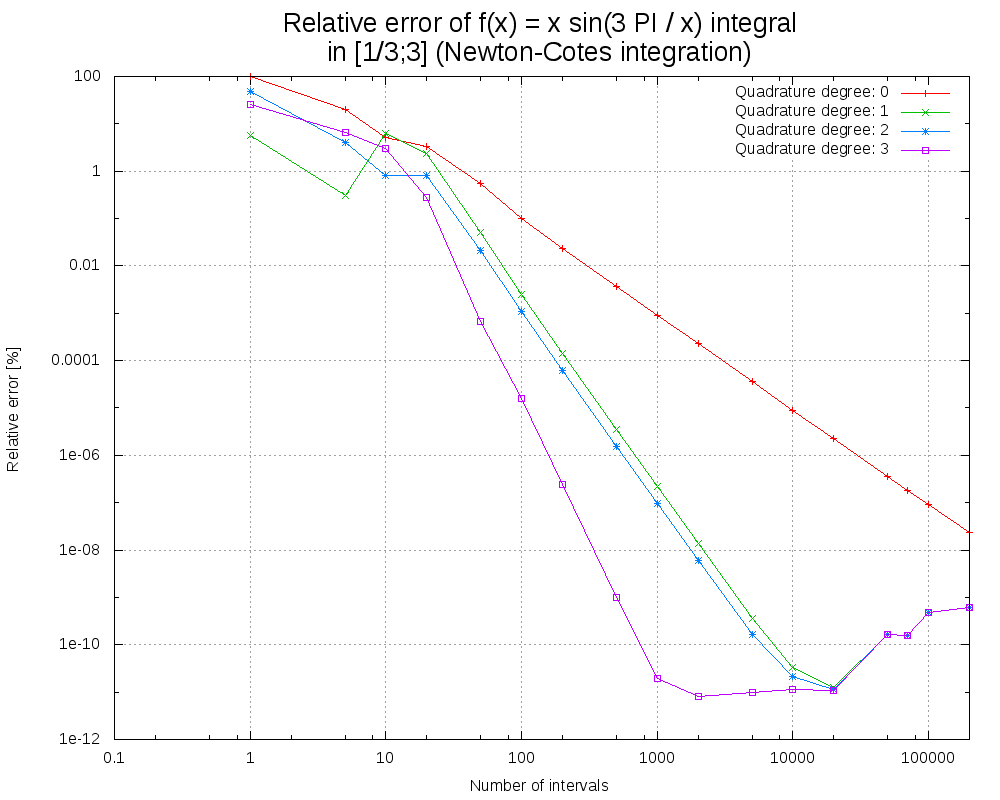 Relative error of f(x) = x sin(3 PI / x) integral
in [1/3;3] (Newton-Cotes integration)
Quadrature degree: 0
Quadrature degree: 1
Quadrature degree: 2
Quadrature degree: 3
Relative error [%]
100
1
0.01
0.0001
1e-06
1e-08
1e-10
1e-12
0.1
1
10
100
1000
10000
100000
Number of intervals